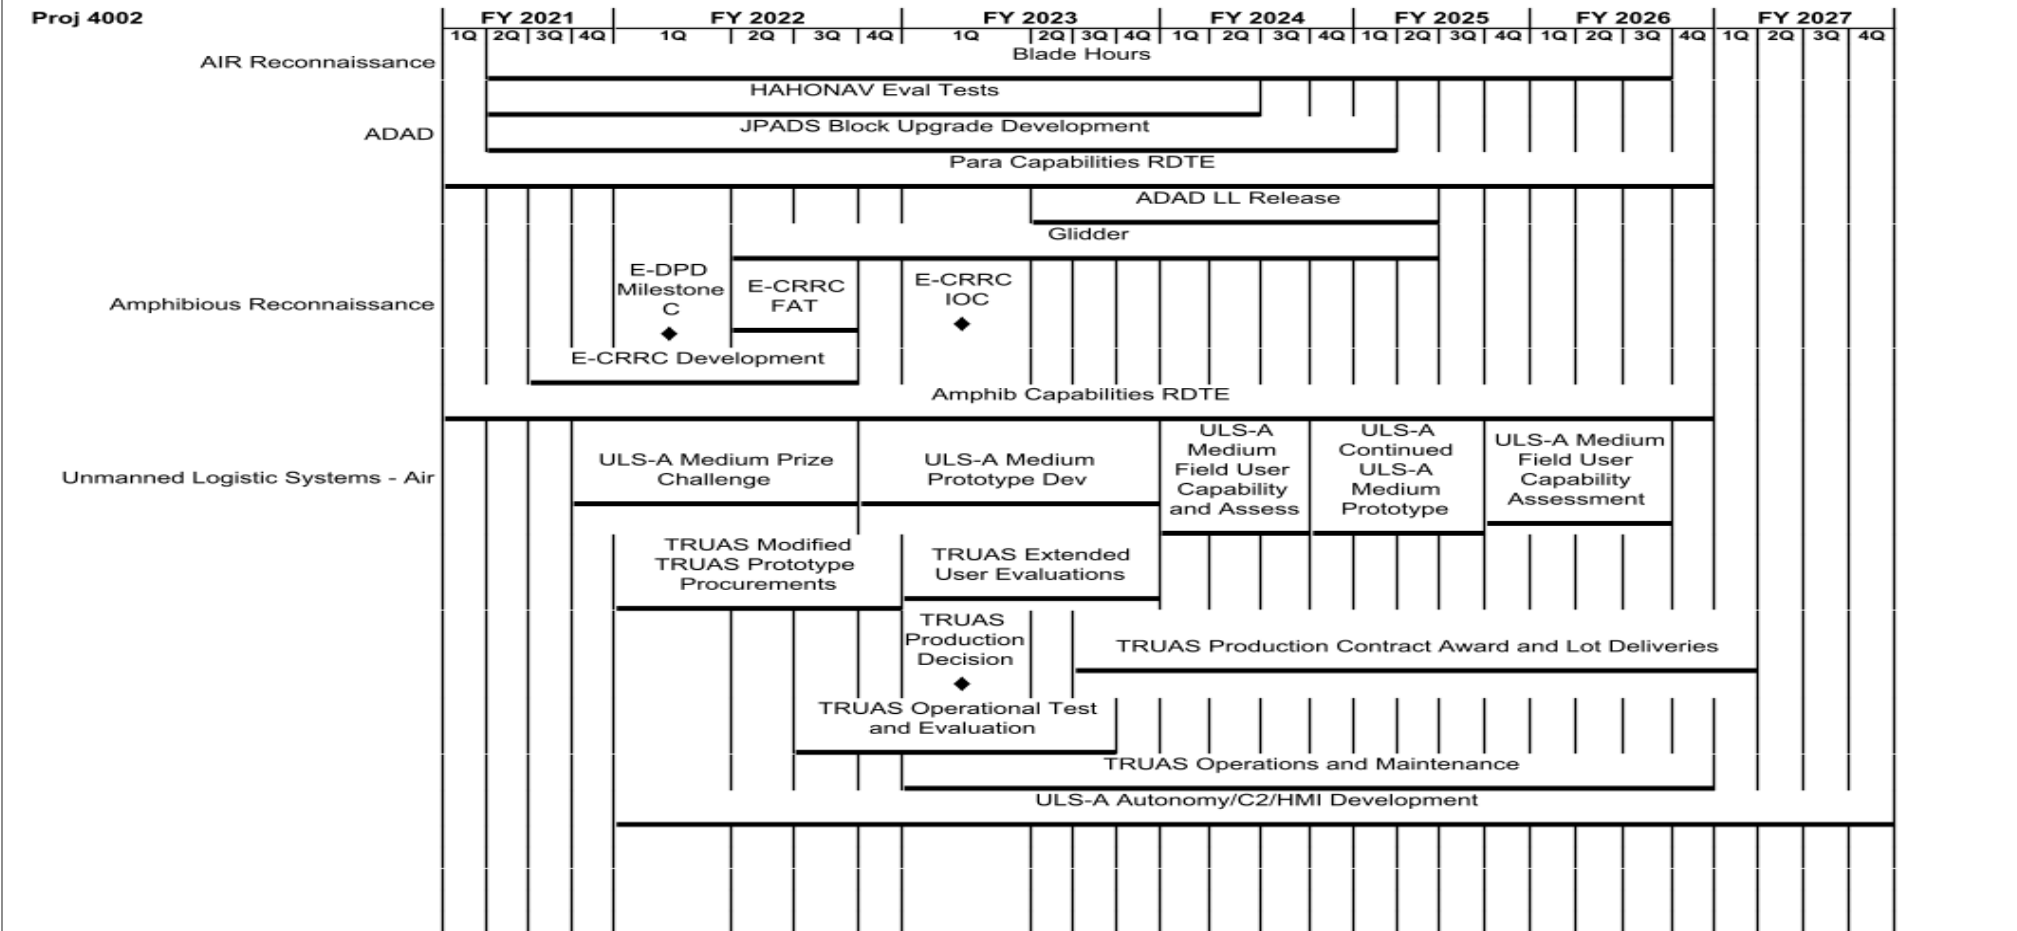 Proj 4002
FY 2021 FY 2022 FY 2023 FY 2024 FY 2025 FY 2026 FY 2027
1Q 2Q 3Q 4Q 1Q 2Q 3Q 4Q 1Q 2Q 3Q 4Q 1Q 2Q 3Q 4Q 1Q 2Q 3Q 4Q 1Q 2Q 3Q 4Q 1Q 2Q 3Q 4Q
AIR Reconnaissance
Blade Hours
HAHONAV Eval Tests
ADAD
JPADS Block Upgrade Development
Para Capabilities RDTE
ADAD LL Release
Glidder
Amphibious Reconnaissance
E-DPD
Milestone
C
E-CRRC
FAT
E-CRRC
IOC
E-CRRC Development
Amphib Capabilities RDTE
Unmanned Logistic Systems - Air
ULS-A Medium Prize
Challenge
ULS-A Medium
Prototype Dev
ULS-A
Medium
Field User
Capability
and Assess
ULS-A
Continued
ULS-A
Medium
Prototype
ULS-A Medium
Field User
Capability
Assessment
TRUAS Modified
TRUAS Prototype
Procurements
TRUAS Extended
User Evaluations
TRUAS
Production
Decision
TRUAS Production Contract Award and Lot Deliveries
TRUAS Operational Test
and Evaluation
TRUAS Operations and Maintenance
ULS-A Autonomy/C2/HMI Development